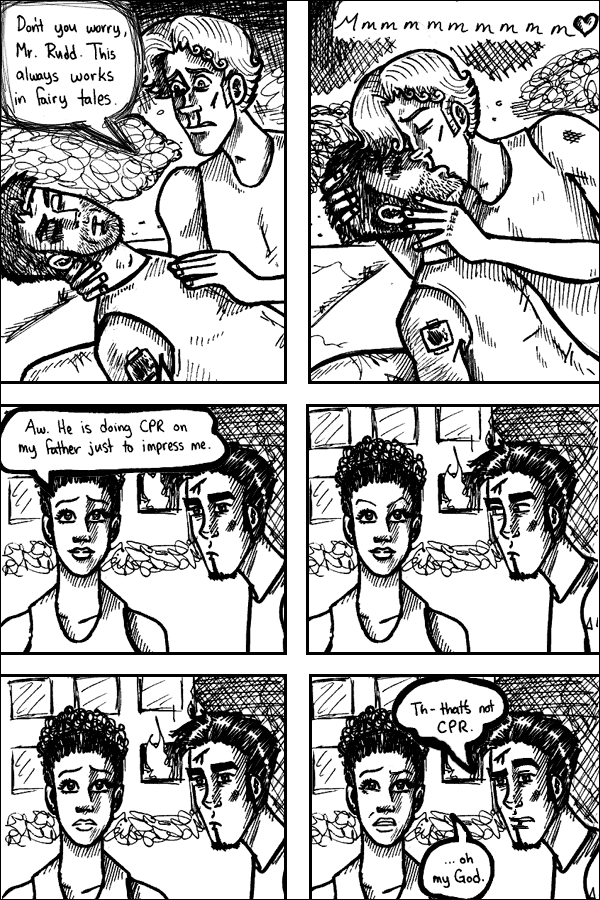 Don't you worry,
Mr. Rudd. This
always works
in fairy tales.
Mmmmmmmmmm♥
Aw. He is doing CPR on
my father just to impress me.
Th- that's not
CPR.
... oh
my God.